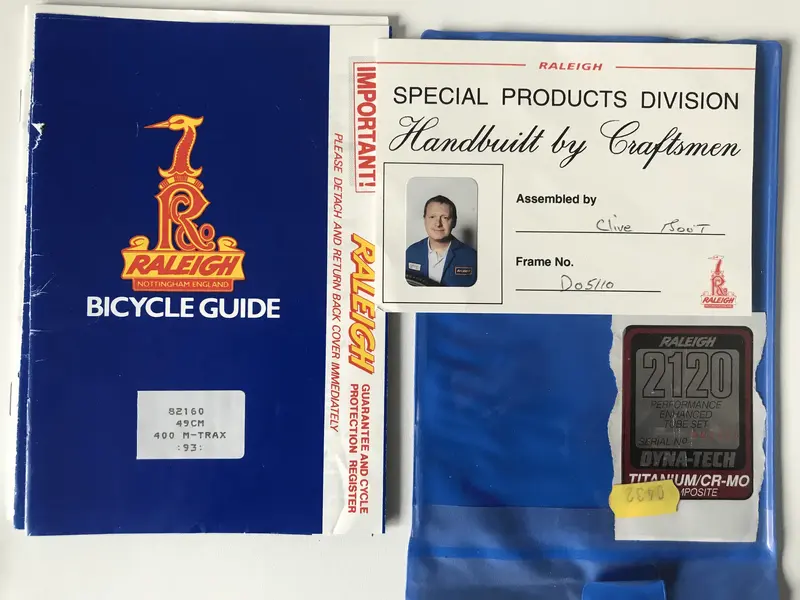 RALEIGH
NOTTINGHAM ENGLAND
BICYCLE GUIDE
82160
49CM
400 M-TRAX
:93:
IMPORTANT!
PLEASE DETACH AND RETURN BACK COVER IMMEDIATELY
RALEIGH
GUARANTEE AND CYCLE
PROTECTION REGISTER
RALEIGH
SPECIAL PRODUCTS DIVISION
Handbuilt by Craftsmen
Assembled by
Clive Boot
Frame No.
D05110
RALEIGH
RALEIGH
2120
PERFORMANCE
ENHANCED
TUBE SET
SERIAL Nº
DYNA-TECH
TITANIUM/CR-MO